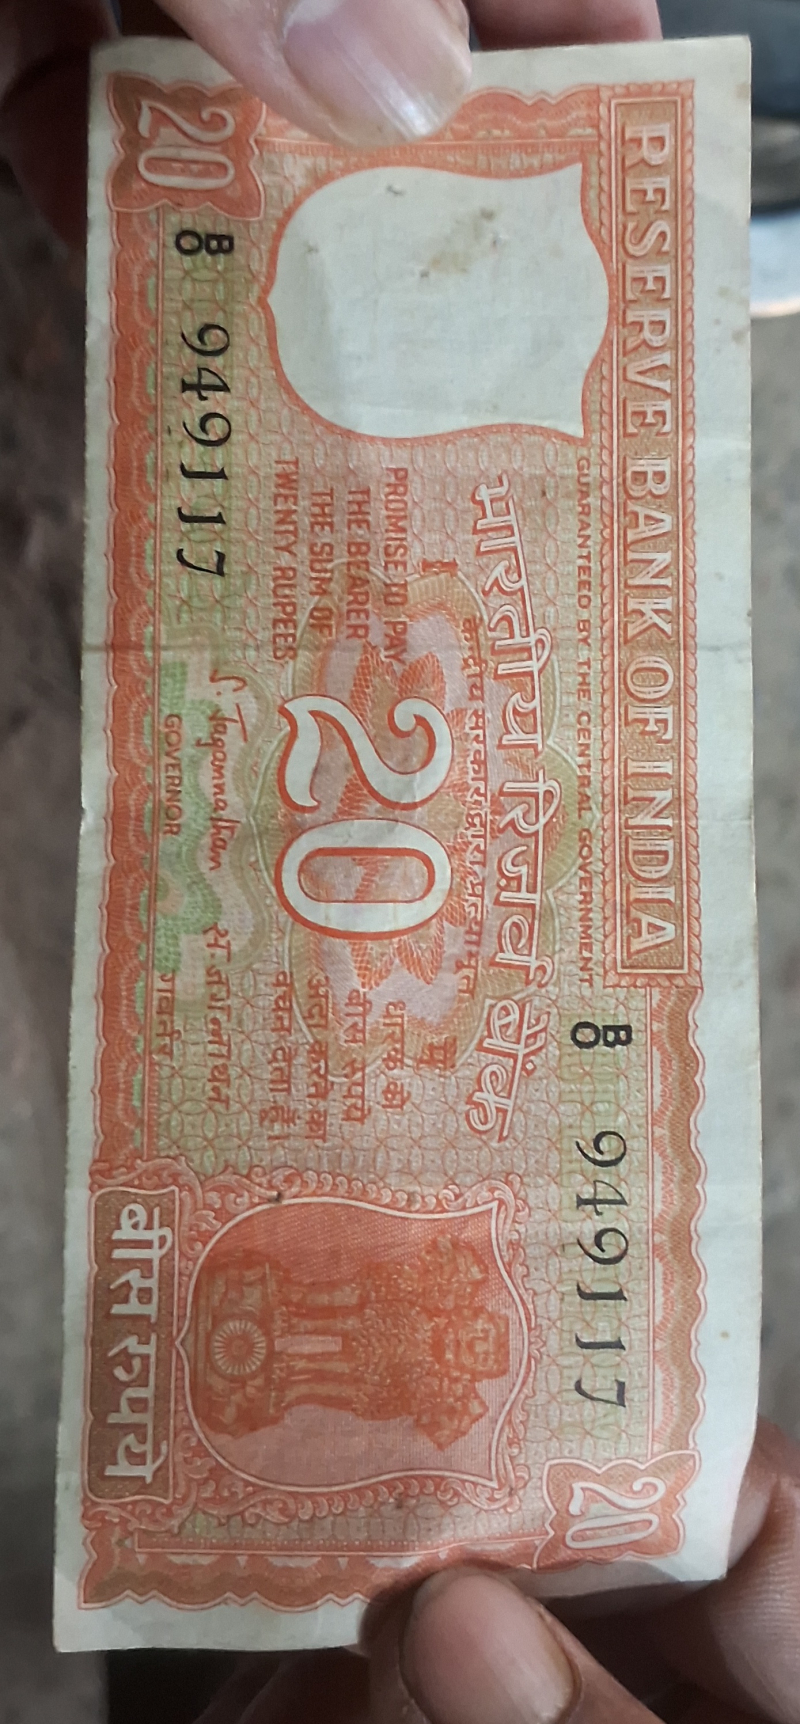 RESERVE BANK OF INDIA
GUARANTEED BY THE CENTRAL GOVERNMENT
20
B/0 949117
भारतीय रिज़र्व बैंक
केन्द्रीय सरकार द्वारा प्रत्याभूत
I PROMISE TO PAY
THE BEARER
THE SUM OF
TWENTY RUPEES
20
मैं धारक को
बीस रुपये
अदा करने का
वचन देता हूँ।
B/0 949117
S. Jagannathan
GOVERNOR
स. जगन्नाथन
गवर्नर
20
बीस रुपये